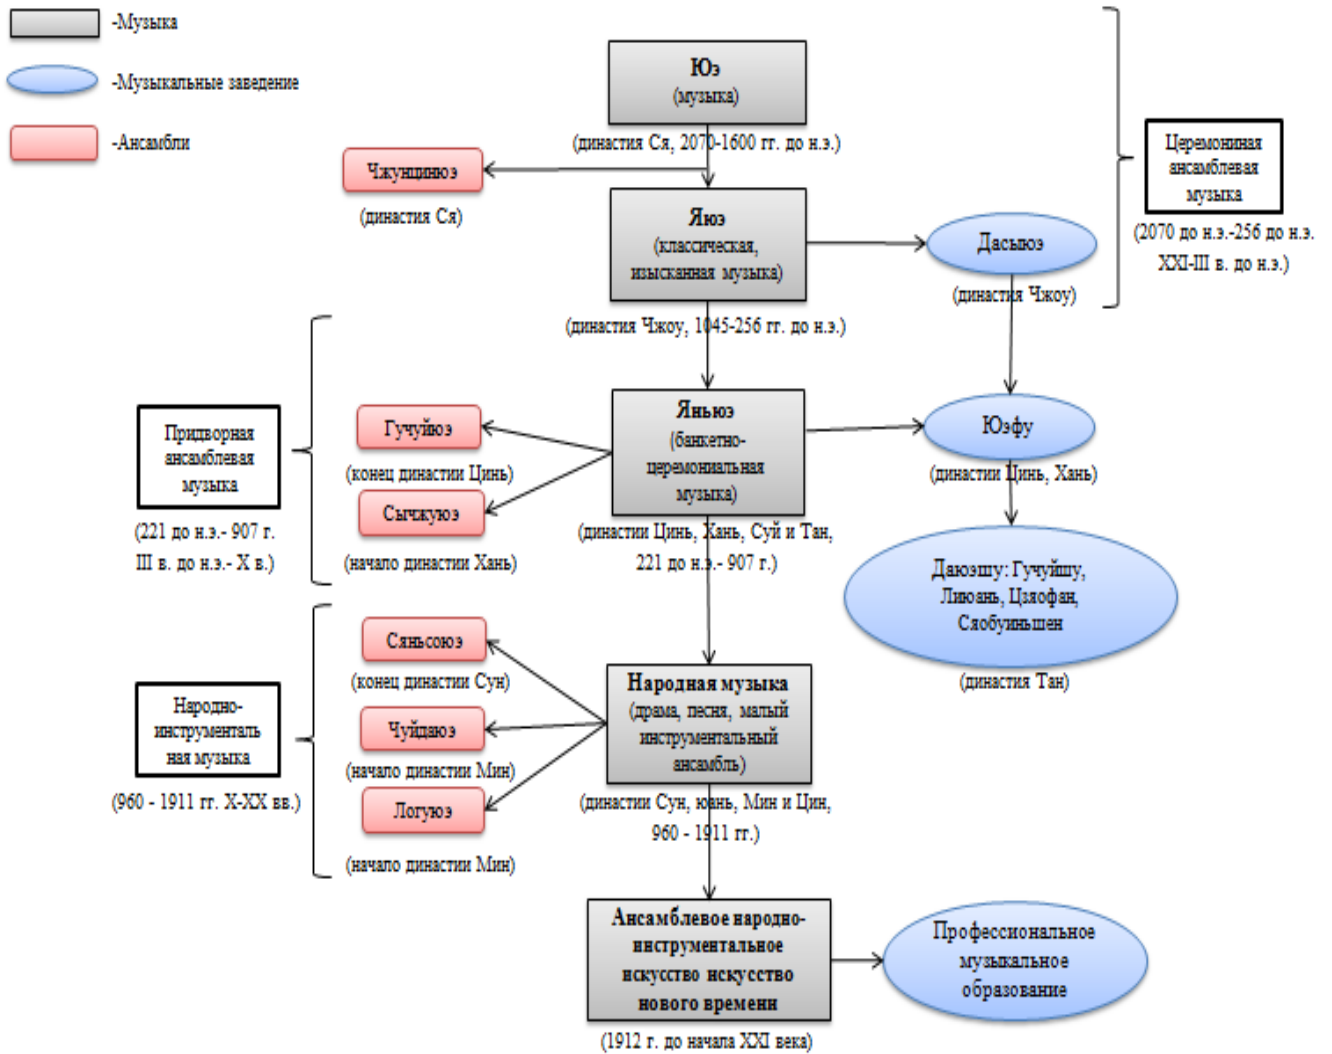 -Музыка
-Музыкальные заведение
-Ансамбли
Юэ
(музыка)
(династия Ся, 2070-1600 гг. до н.э.)
Чжунцинюэ
(династия Ся)
Яюэ
(классическая,
изысканная музыка)
(династия Чжоу, 1045-256 гг. до н.э.)
Дасыюэ
(династия Чжоу)
Церемониная
ансамблевая
музыка
(2070 до н.э.-256 до н.э.
XXI-III в. до н.э.)
Придворная
ансамблевая
музыка
(221 до н.э.- 907 г.
III в. до н.э.- X в.)
Гучуйюэ
(конец династии Цинь)
Сычжуюэ
(начало династии Хань)
Яньюэ
(банкетно-
церемониальная
музыка)
(династии Цинь, Хань, Суй и Тан,
221 до н.э.- 907 г.)
Юэфу
(династии Цинь, Хань)
Даюэшу: Гучуйшу,
Лиюань, Цзяофан,
Сяобуиньшен
(династия Тан)
Народно-
инструменталь
ная музыка
(960 - 1911 гг. X-XX вв.)
Сяньсоюэ
(конец династии Сун)
Чуйдаюэ
(начало династии Мин)
Логуюэ
(начало династии Мин)
Народная музыка
(драма, песня, малый
инструментальный
ансамбль)
(династии Сун, юань, Мин и Цин,
960 - 1911 гг.)
Ансамблевое народно-
инструментальное
искусство искусство
нового времени
(1912 г. до начала XXI века)
Профессиональное
музыкальное
образование